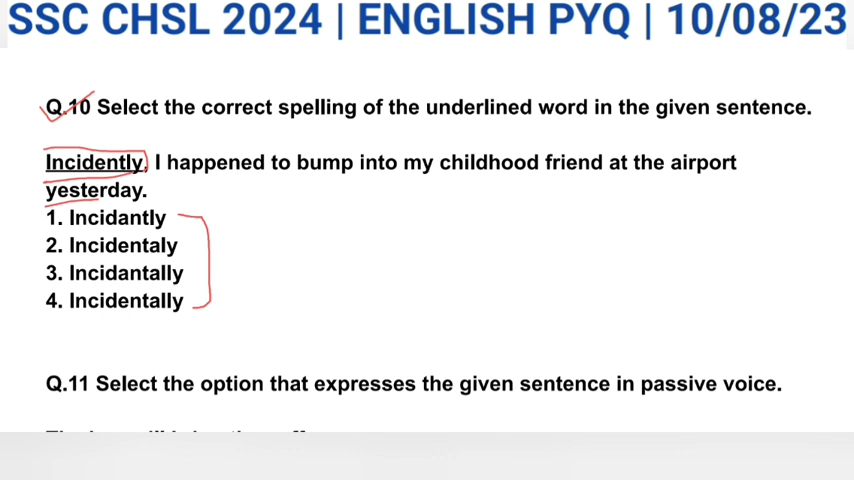 SSC CHSL 2024 | ENGLISH PYQ | 10/08/23
Q.10 Select the correct spelling of the underlined word in the given sentence.
Incidently, I happened to bump into my childhood friend at the airport
yesterday.
1. Incidantly
2. Incidentaly
3. Incidantally
4. Incidentally
Q.11 Select the option that expresses the given sentence in passive voice.